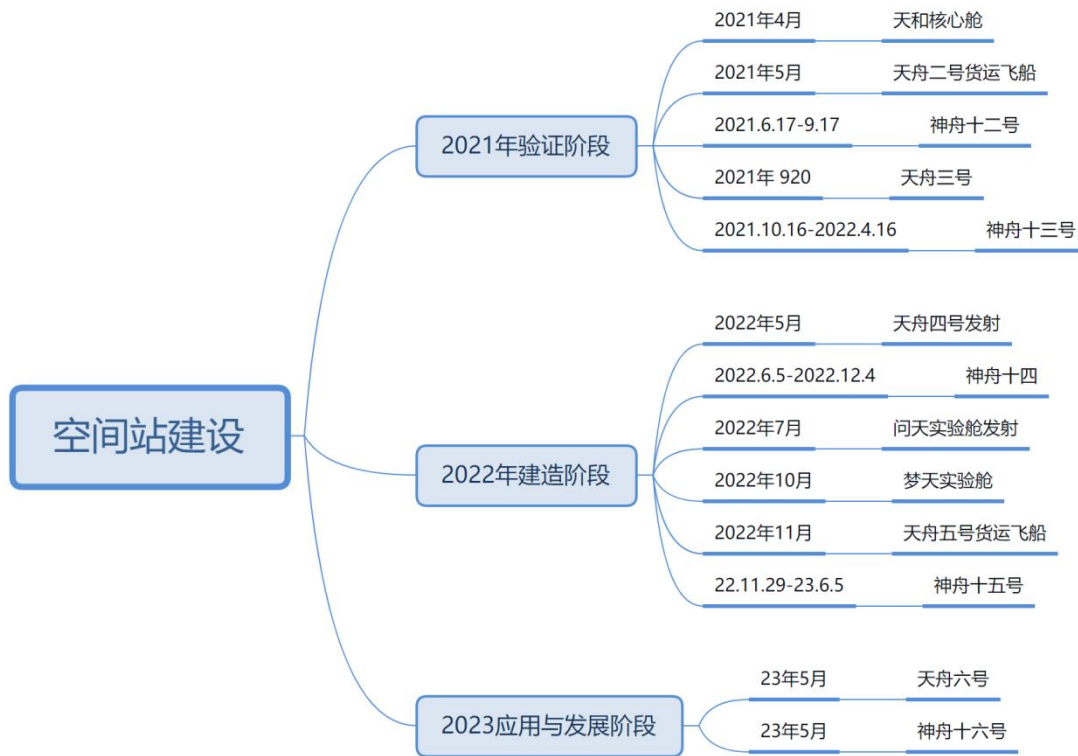 空间站建设
2021年验证阶段
2021年4月 天和核心舱
2021年5月 天舟二号货运飞船
2021.6.17-9.17 神舟十二号
2021年 920 天舟三号
2021.10.16-2022.4.16 神舟十三号
2022年建造阶段
2022年5月 天舟四号发射
2022.6.5-2022.12.4 神舟十四
2022年7月 问天实验舱发射
2022年10月 梦天实验舱
2022年11月 天舟五号货运飞船
22.11.29-23.6.5 神舟十五号
2023应用与发展阶段
23年5月 天舟六号
23年5月 神舟十六号